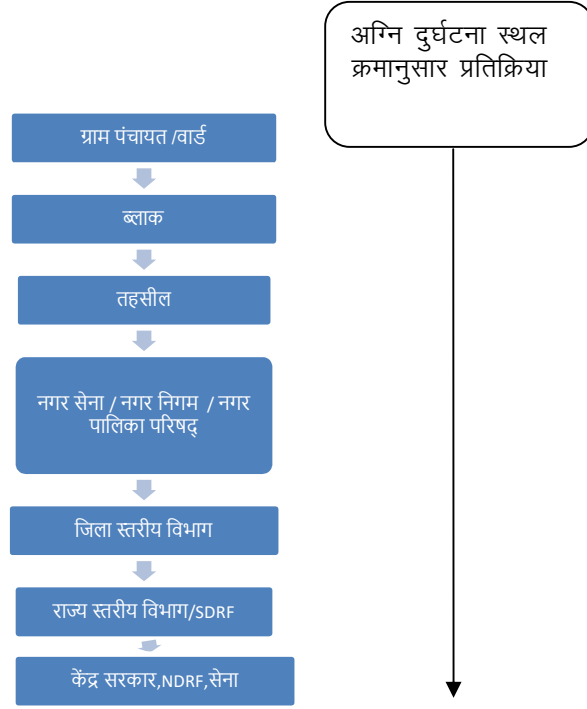 अग्नि दुर्घटना स्थल
क्रमानुसार प्रतिक्रिया
ग्राम पंचायत /वार्ड
ब्लाक
तहसील
नगर सेना / नगर निगम / नगर
पालिका परिषद्
जिला स्तरीय विभाग
राज्य स्तरीय विभाग/SDRF
केंद्र सरकार,NDRF,सेना